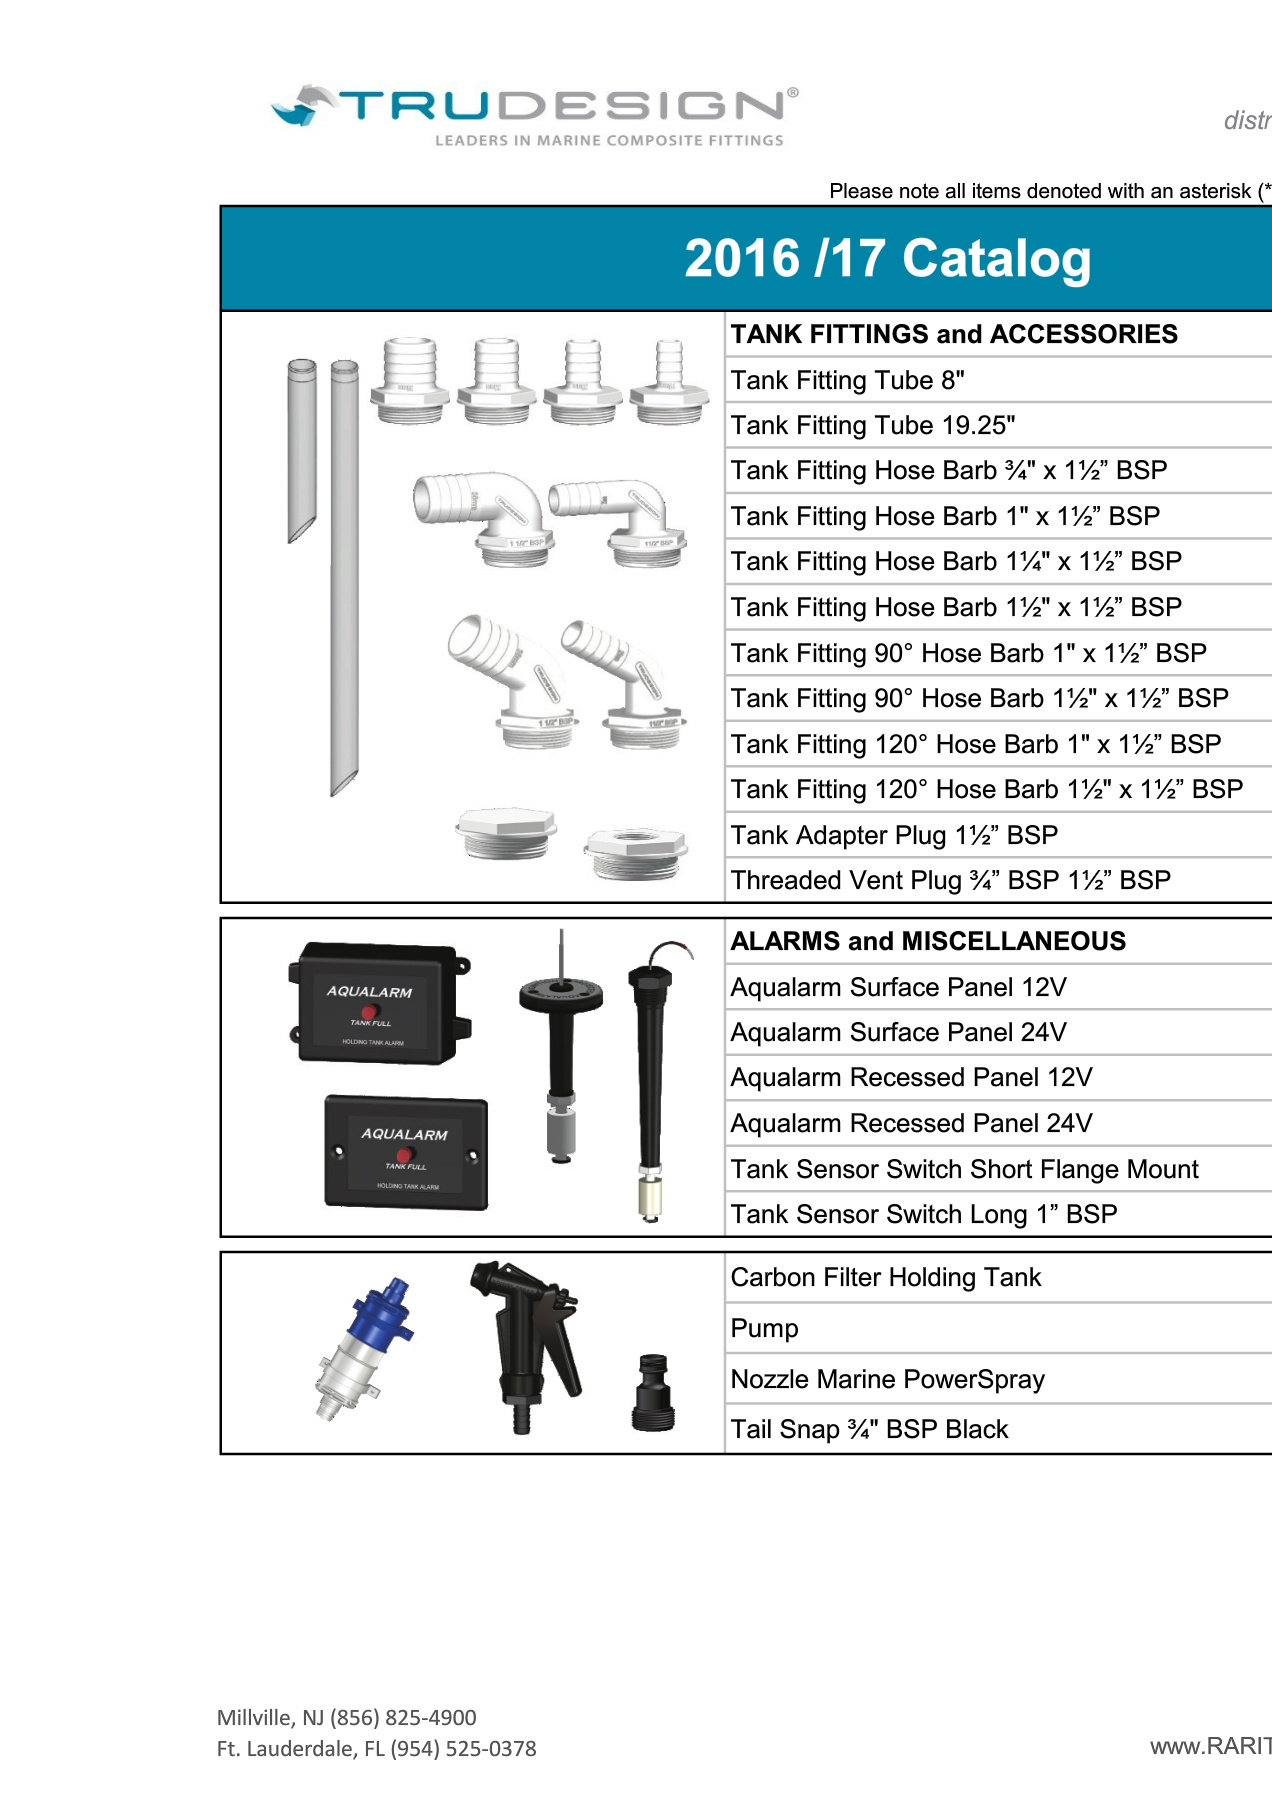 TRUDESIGN®
LEADERS IN MARINE COMPOSITE FITTINGS
distr
Please note all items denoted with an asterisk (*
2016 /17 Catalog
TANK FITTINGS and ACCESSORIES
Tank Fitting Tube 8"
Tank Fitting Tube 19.25"
Tank Fitting Hose Barb ¾" x 1½” BSP
Tank Fitting Hose Barb 1" x 1½” BSP
Tank Fitting Hose Barb 1¼" x 1½” BSP
Tank Fitting Hose Barb 1½" x 1½” BSP
Tank Fitting 90° Hose Barb 1" x 1½” BSP
Tank Fitting 90° Hose Barb 1½" x 1½” BSP
Tank Fitting 120° Hose Barb 1" x 1½” BSP
Tank Fitting 120° Hose Barb 1½" x 1½” BSP
Tank Adapter Plug 1½” BSP
Threaded Vent Plug ¾” BSP 1½” BSP
TRUDESIGN
1 1/2" BSP
TRUDESIGN
1 1/2" BSP
TRUDESIGN
1 1/2" BSP
1 1/2" BSP
ALARMS and MISCELLANEOUS
Aqualarm Surface Panel 12V
Aqualarm Surface Panel 24V
Aqualarm Recessed Panel 12V
Aqualarm Recessed Panel 24V
Tank Sensor Switch Short Flange Mount
Tank Sensor Switch Long 1” BSP
AQUALARM
TANK FULL
HOLDING TANK ALARM
AQUALARM
TANK FULL
HOLDING TANK ALARM
Carbon Filter Holding Tank
Pump
Nozzle Marine PowerSpray
Tail Snap ¾" BSP Black
Millville, NJ (856) 825-4900
Ft. Lauderdale, FL (954) 525-0378
www.RARIT